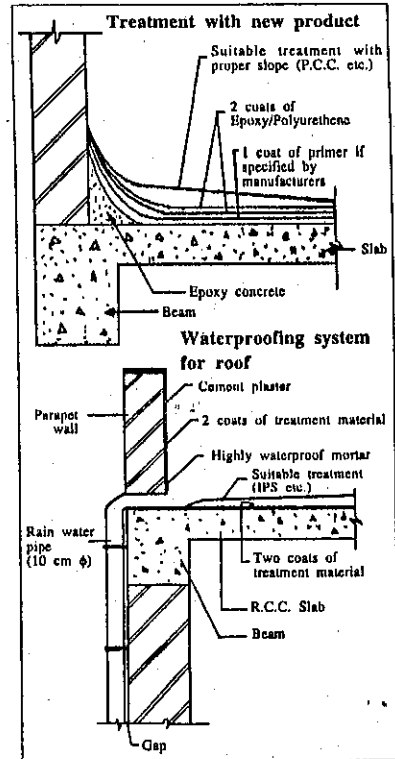 Treatment with new product
Suitable treatment with
proper slope (P.C.C. etc.)
2 coats of
Epoxy/Polyurethene
1 coat of primer if
specified by
manufacturers
Slab
Epoxy concrete
Beam
Waterproofing system
for roof
Cement plaster
Parapet
wall
2 coats of treatment material
Highly waterproof mortar
Suitable treatment
(IPS etc.)
Rain water
pipe
(10 cm ϕ)
Two coats of
treatment material
R.C.C. Slab
Beam
Gap